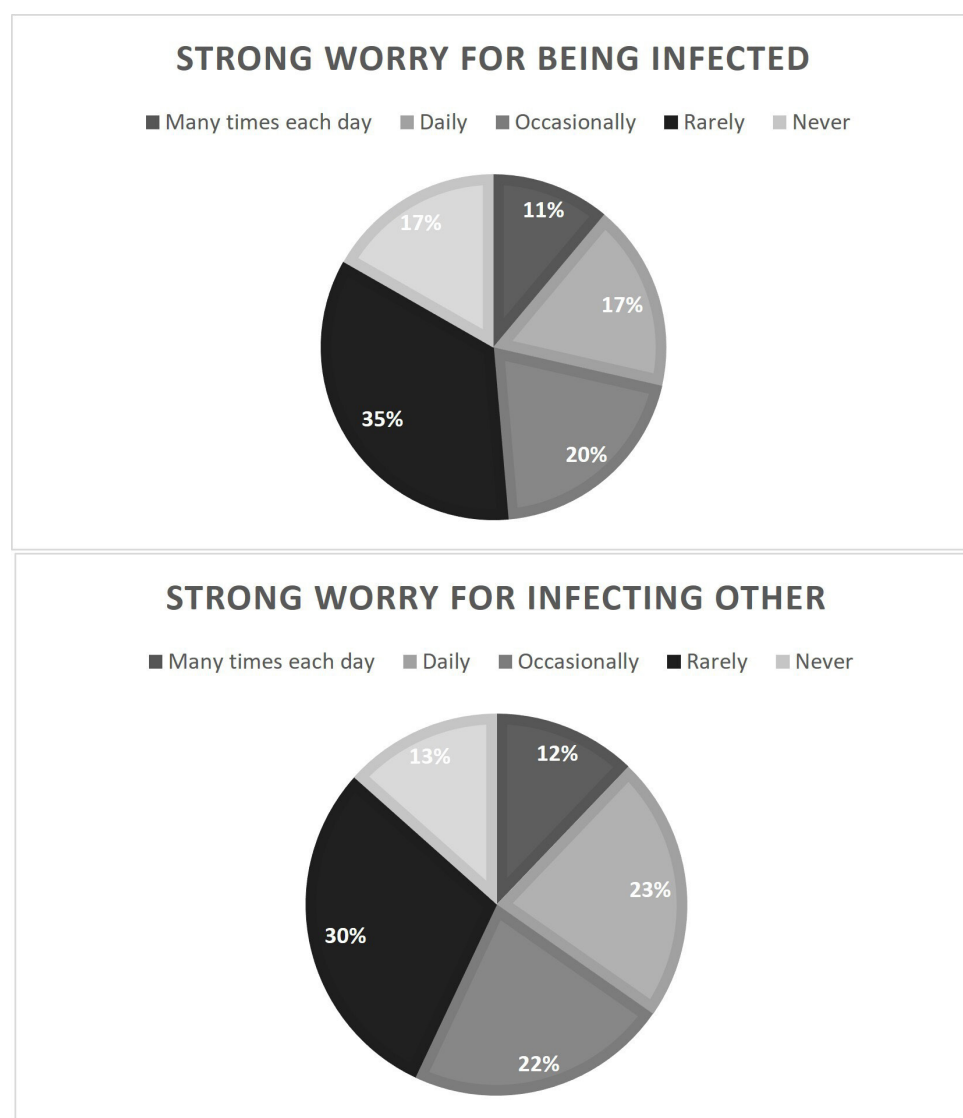 STRONG WORRY FOR BEING INFECTED
Many times each day Daily Occasionally Rarely Never
11%
17%
17%
35%
20%
STRONG WORRY FOR INFECTING OTHER
Many times each day Daily Occasionally Rarely Never
12%
13%
23%
30%
22%